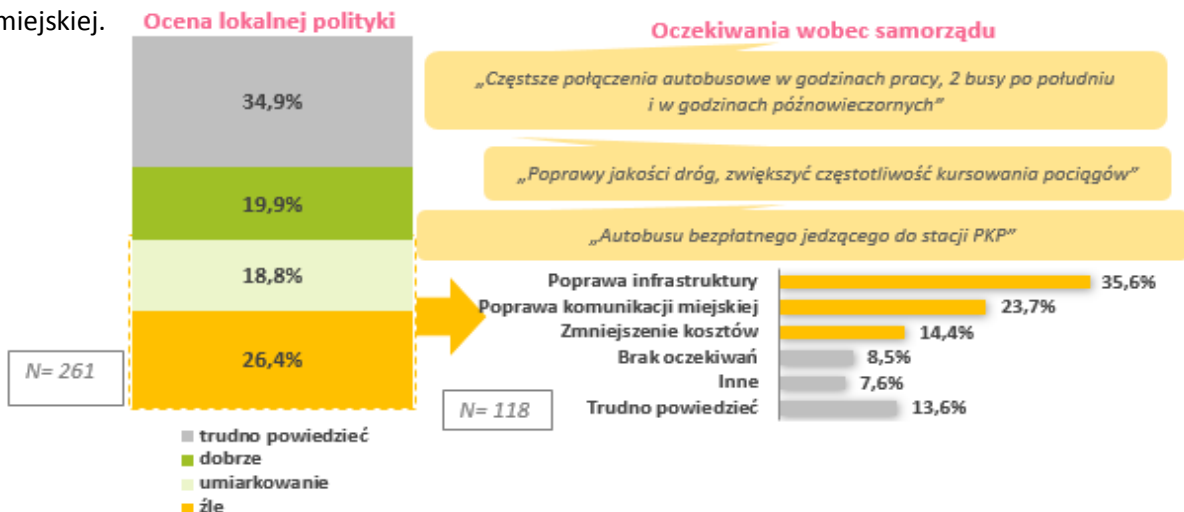 miejskiej.
Ocena lokalnej polityki
34,9%
19,9%
18,8%
26,4%
N= 261
trudno powiedzieć
dobrze
umiarkowanie
źle
Oczekiwania wobec samorządu
„Częstsze połączenia autobusowe w godzinach pracy, 2 busy po południu
i w godzinach późnowieczornych”
„Poprawy jakości dróg, zwiększyć częstotliwość kursowania pociągów”
„Autobusu bezpłatnego jedzącego do stacji PKP”
Poprawa infrastruktury 35,6%
Poprawa komunikacji miejskiej 23,7%
Zmniejszenie kosztów 14,4%
Brak oczekiwań 8,5%
Inne 7,6%
Trudno powiedzieć 13,6%
N= 118